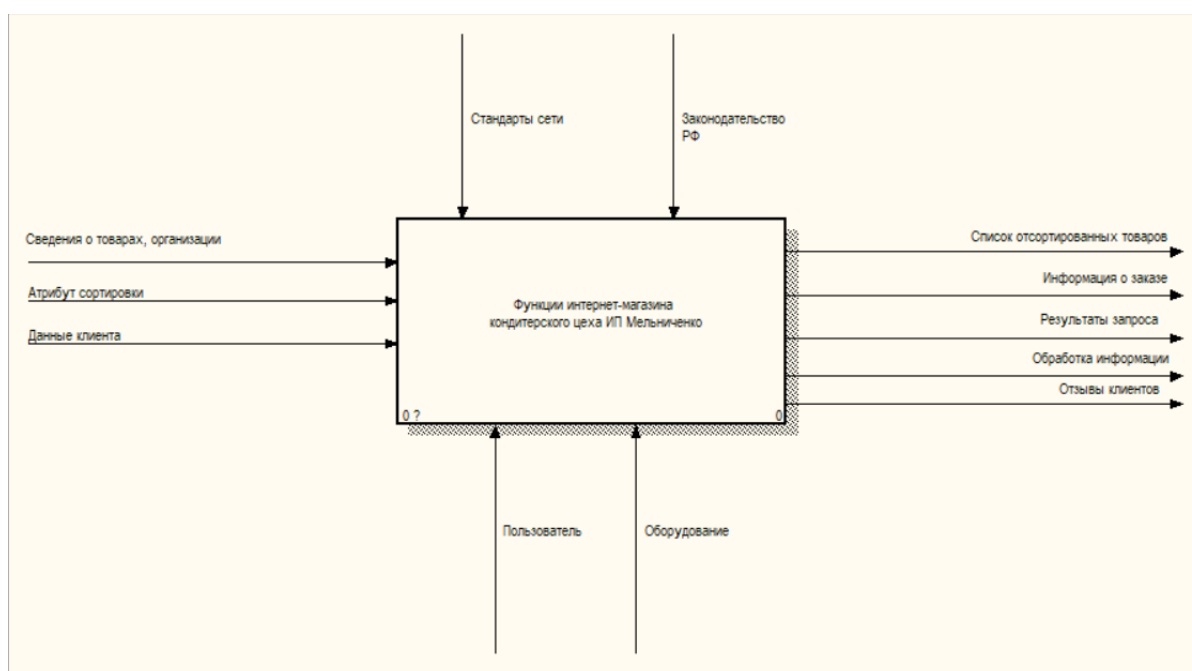 Стандарты сети
Законодательство
РФ
Сведения о товарах, организации
Список отсортированных товаров
Атрибут сортировки
Информация о заказе
Функции интернет-магазина
кондитерского цеха ИП Мельниченко
Данные клиента
Результаты запроса
Обработка информации
Отзывы клиентов
0 ?
0
Пользователь
Оборудование